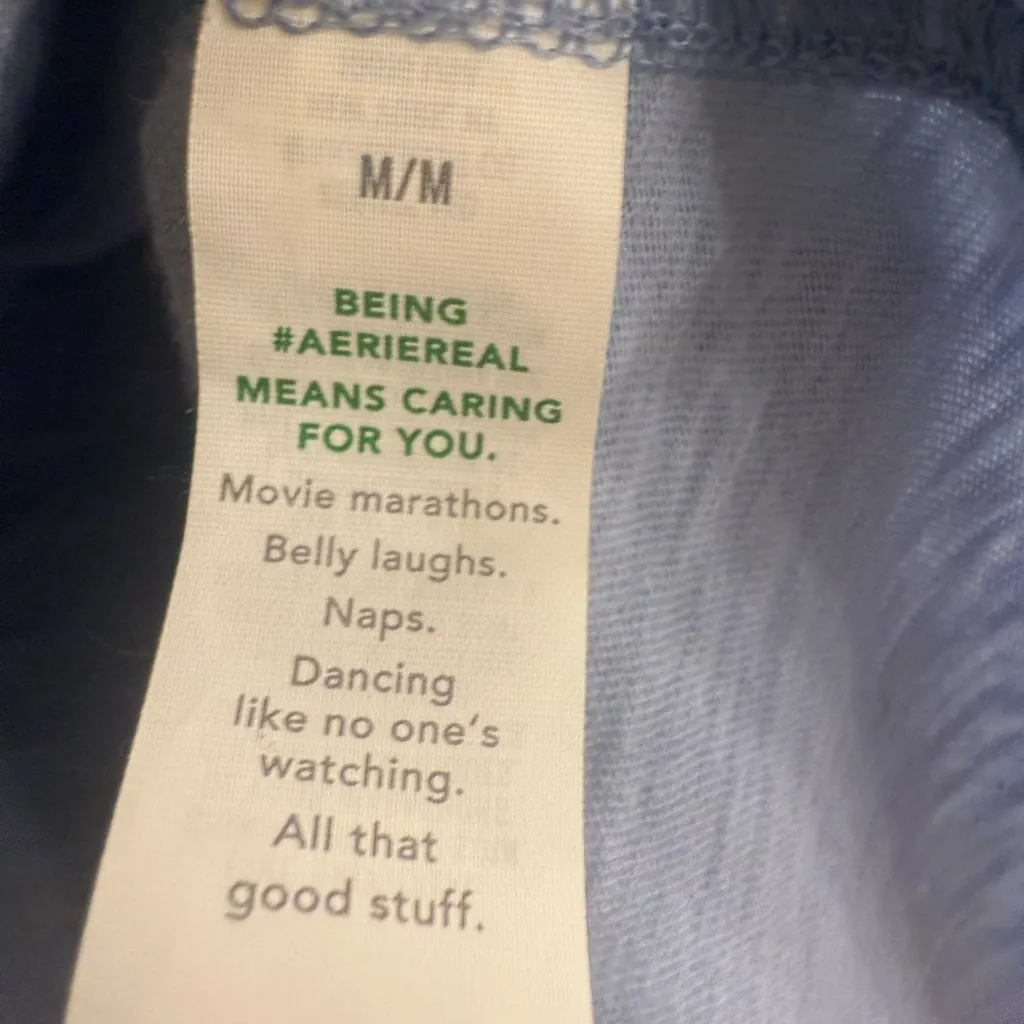 M/M
BEING
#AERIEREAL
MEANS CARING
FOR YOU.
Movie marathons.
Belly laughs.
Naps.
Dancing
like no one's
watching.
All that
good stuff.